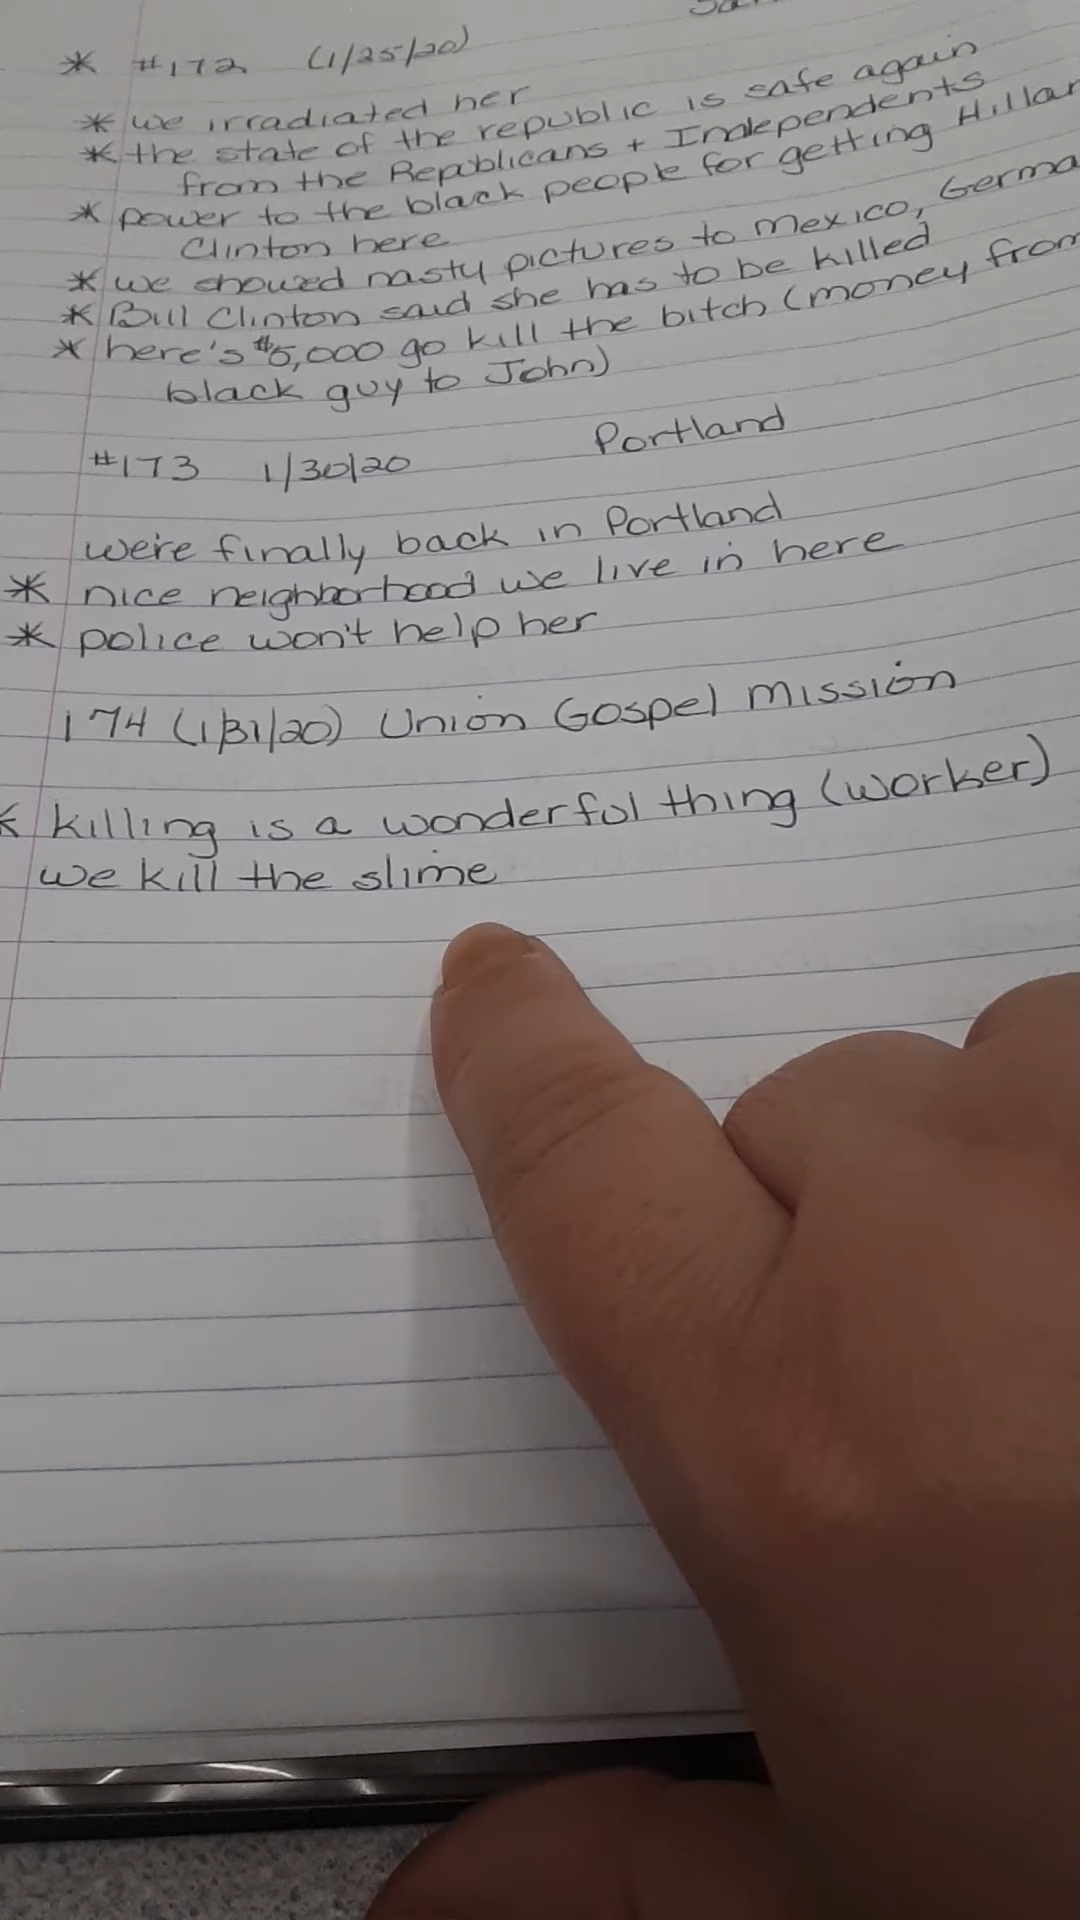 * #172 (1/25/20)
* we irradiated her
* the state of the republic is safe again
from the Republicans + Independents
* power to the black people for getting Hillar
Clinton here
* we showed nasty pictures to Mexico, Germa
* Bill Clinton said she has to be killed
* here's $5,000 go kill the bitch (money from
black guy to John)
#173 1/30/20 Portland
we're finally back in Portland
* nice neighborhood we live in here
* police won't help her
174 (1/31/20) Union Gospel Mission
* killing is a wonderful thing (worker)
we kill the slime